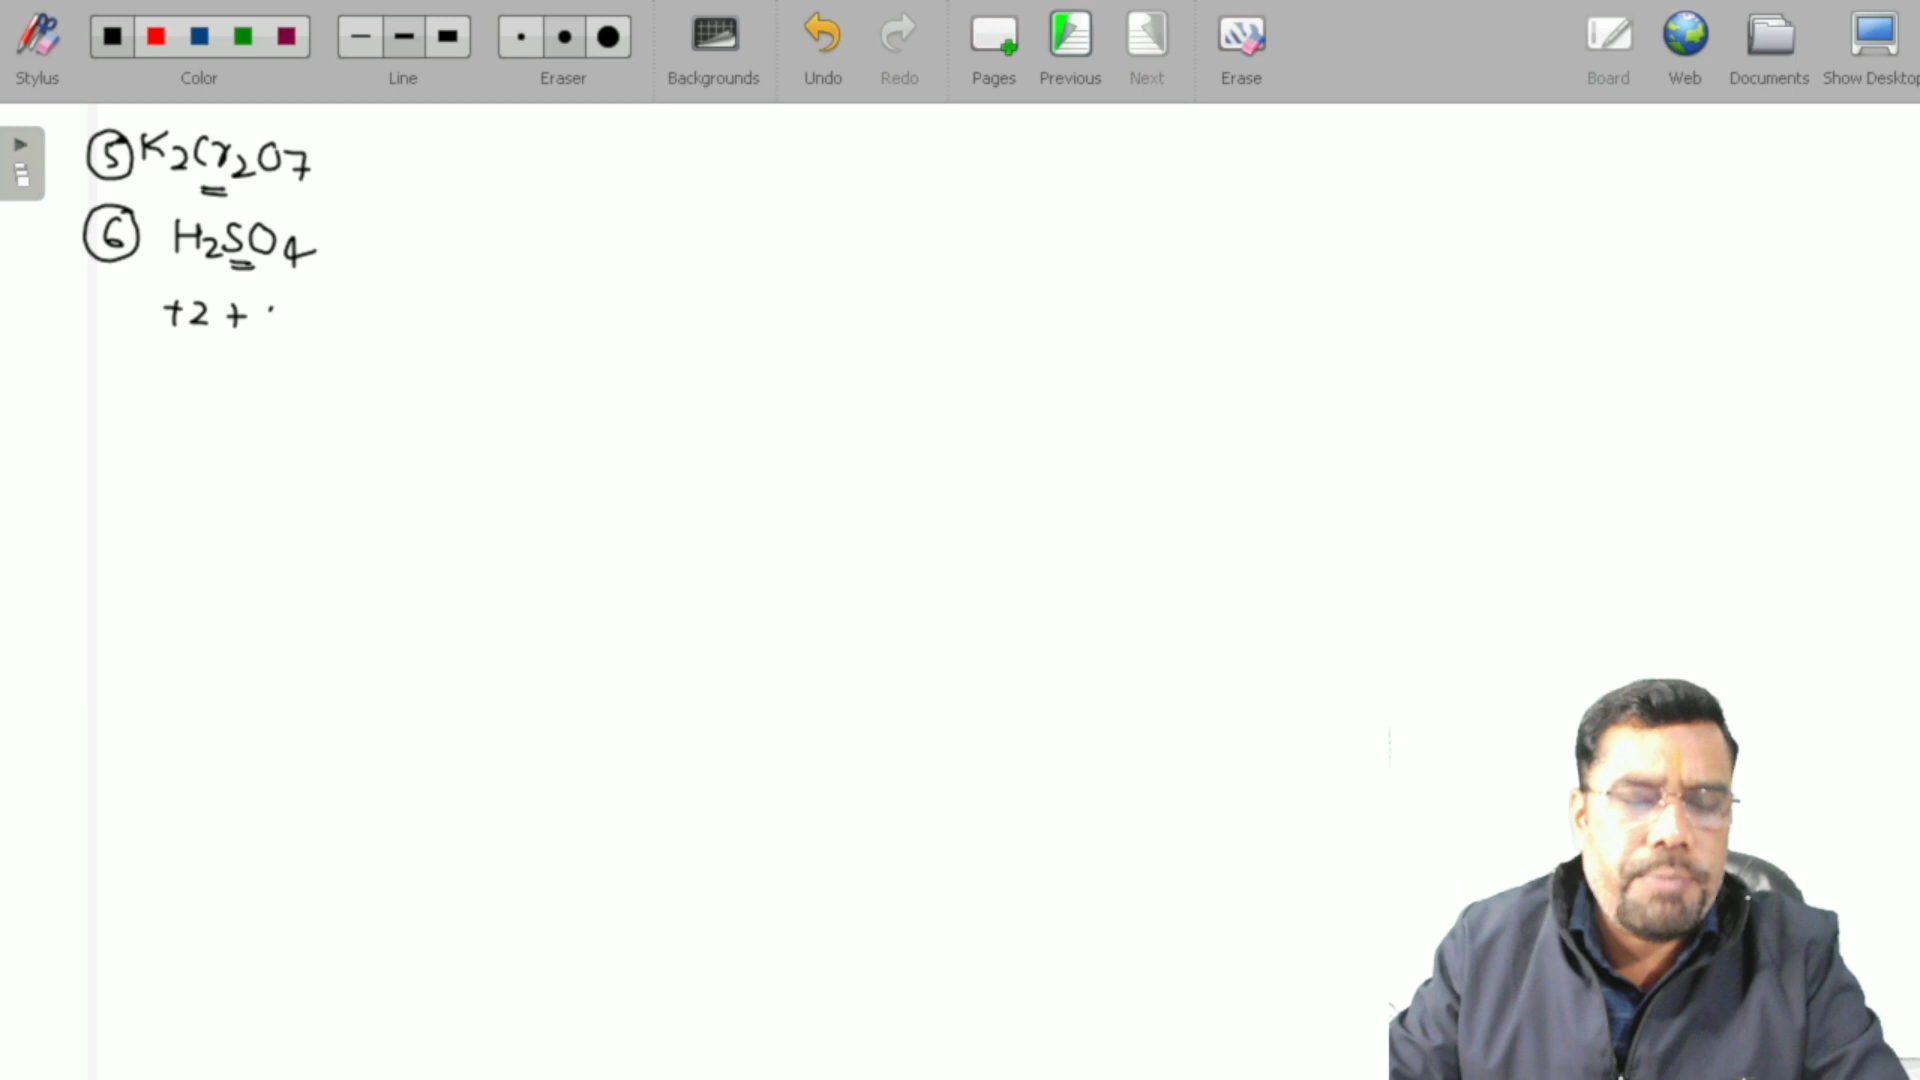 Stylus Color Line Eraser Backgrounds Undo Redo Pages Previous Next Erase Board Web Documents Show Desktop
⑤ K2Cr2O7
⑥ H2SO4
+2 +